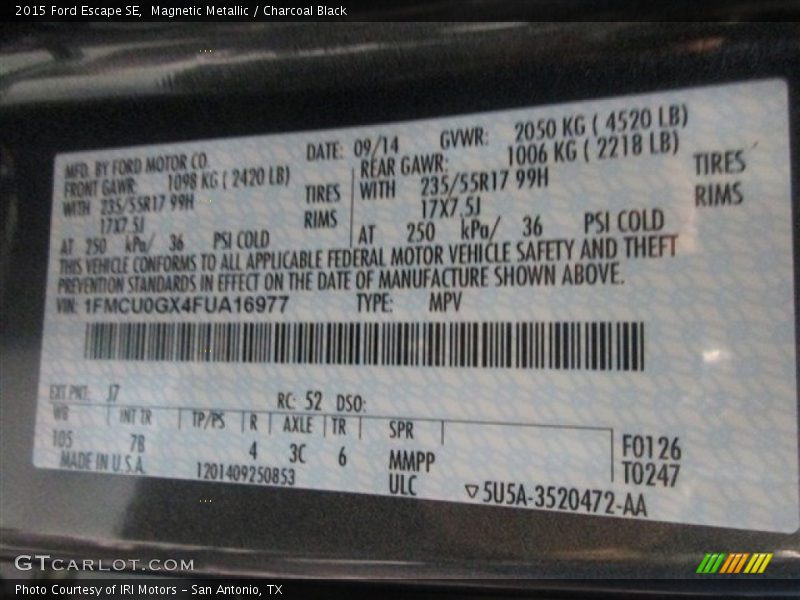 2015 Ford Escape SE,  Magnetic Metallic / Charcoal Black
MFD. BY FORD MOTOR CO.
DATE: 09/14
GVWR: 2050 KG ( 4520 LB)
FRONT GAWR: 1098 KG ( 2420 LB)
REAR GAWR: 1006 KG ( 2218 LB)
WITH 235/55R17 99H TIRES
WITH 235/55R17 99H TIRES
17X7.5J RIMS
17X7.5J RIMS
AT 250 kPa/ 36 PSI COLD
AT 250 kPa/ 36 PSI COLD
THIS VEHICLE CONFORMS TO ALL APPLICABLE FEDERAL MOTOR VEHICLE SAFETY AND THEFT
PREVENTION STANDARDS IN EFFECT ON THE DATE OF MANUFACTURE SHOWN ABOVE.
VIN: 1FMCU0GX4FUA16977 TYPE: MPV
EXT PNT: J7 RC: 52 DSO:
WB INT TR TP/PS R AXLE TR SPR
105 7B 4 3C 6 MMPP F0126
MADE IN U.S.A. 1201409250853 ULC T0247
▽5U5A-3520472-AA
GTCARLOT.COM
Photo Courtesy of IRI Motors - San Antonio, TX